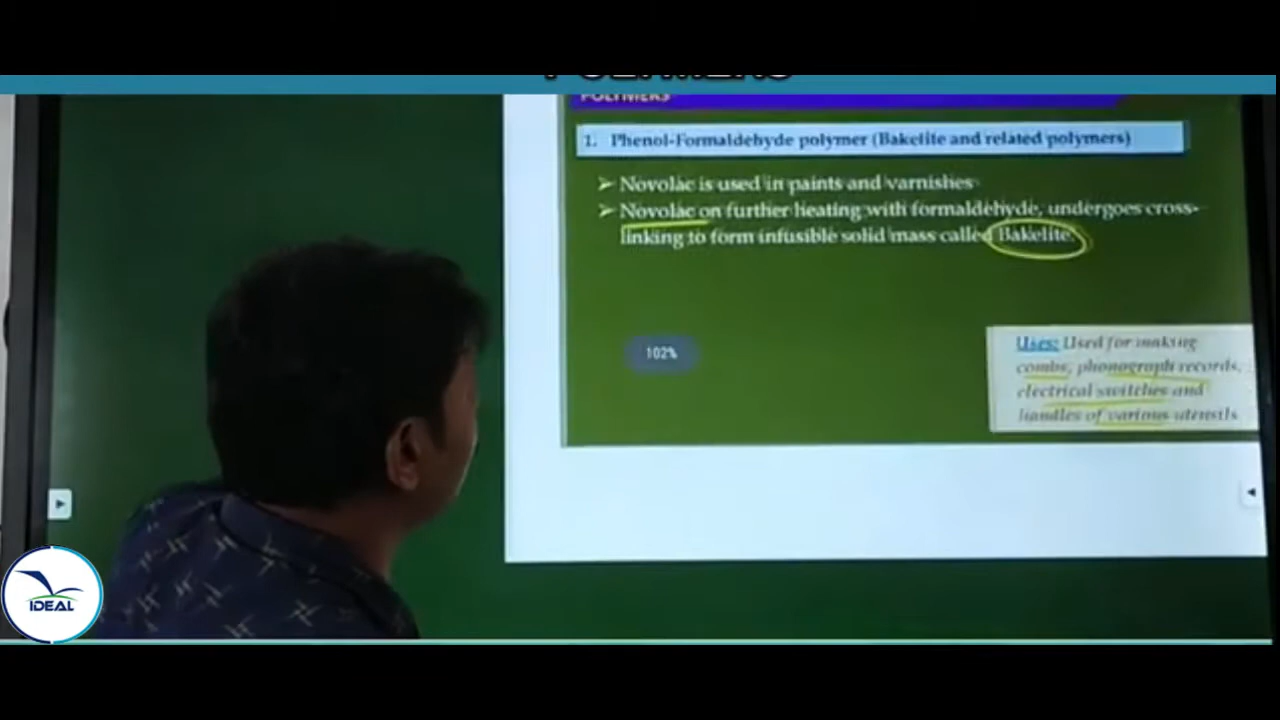 POLYMERS
POLYMERS
1. Phenol-Formaldehyde polymer (Bakelite and related polymers)
➢ Novolac is used in paints and varnishes
➢ Novolac on further heating with formaldehyde, undergoes cross-
linking to form infusible solid mass called Bakelite.
102%
Uses: Used for making
combs, phonograph records,
electrical switches and
handles of various utensils
IDEAL